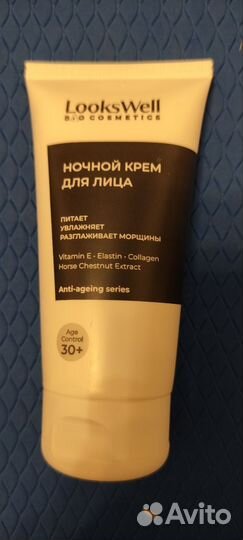 LooksWell
BIO COSMETICS
НОЧНОЙ КРЕМ
ДЛЯ ЛИЦА
ПИТАЕТ
УВЛАЖНЯЕТ
РАЗГЛАЖИВАЕТ МОРЩИНЫ
Vitamin E - Elastin - Collagen
Horse Chestnut Extract
Anti-ageing series
Age
Control
30+
Avito